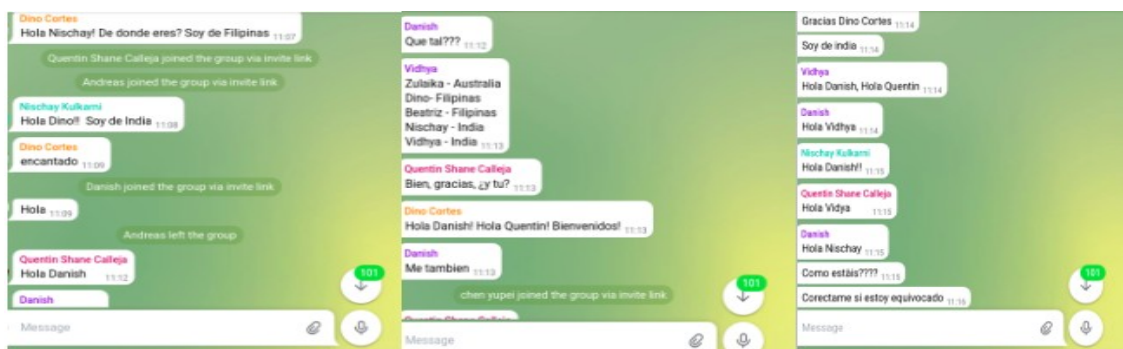 Dino Cortes
Hola Nischay! De donde eres? Soy de Filipinas 11:07
Quentin Shane Calleja joined the group via invite link
Andreas joined the group via invite link
Nischay Kulkarni
Hola Dino!! Soy de India 11:08
Dino Cortes
encantado 11:09
Danish joined the group via invite link
Hola 11:09
Andreas left the group
Quentin Shane Calleja
Hola Danish 11:12
101
Danish
Message
Danish
Que tal??? 11:12
Vidhya
Zulaika - Australia
Dino- Filipinas
Beatriz - Filipinas
Nischay - India
Vidhya - India 11:13
Quentin Shane Calleja
Bien, gracias, ¿y tu? 11:13
Dino Cortes
Hola Danish! Hola Quentin! Bienvenidos! 11:13
Danish
Me tambien 11:13
101
chen yupei joined the group via invite link
Quentin Shane Calleja
Message
Gracias Dino Cortes 11:14
Soy de india 11:14
Vidhya
Hola Danish, Hola Quentin 11:14
Danish
Hola Vidhya 11:14
Nischay Kulkarni
Hola Danish!! 11:15
Quentin Shane Calleja
Hola Vidya 11:15
Danish
Hola Nischay 11:15
Como estáis???? 11:15
101
Corectame si estoy equivocado 11:16
Message